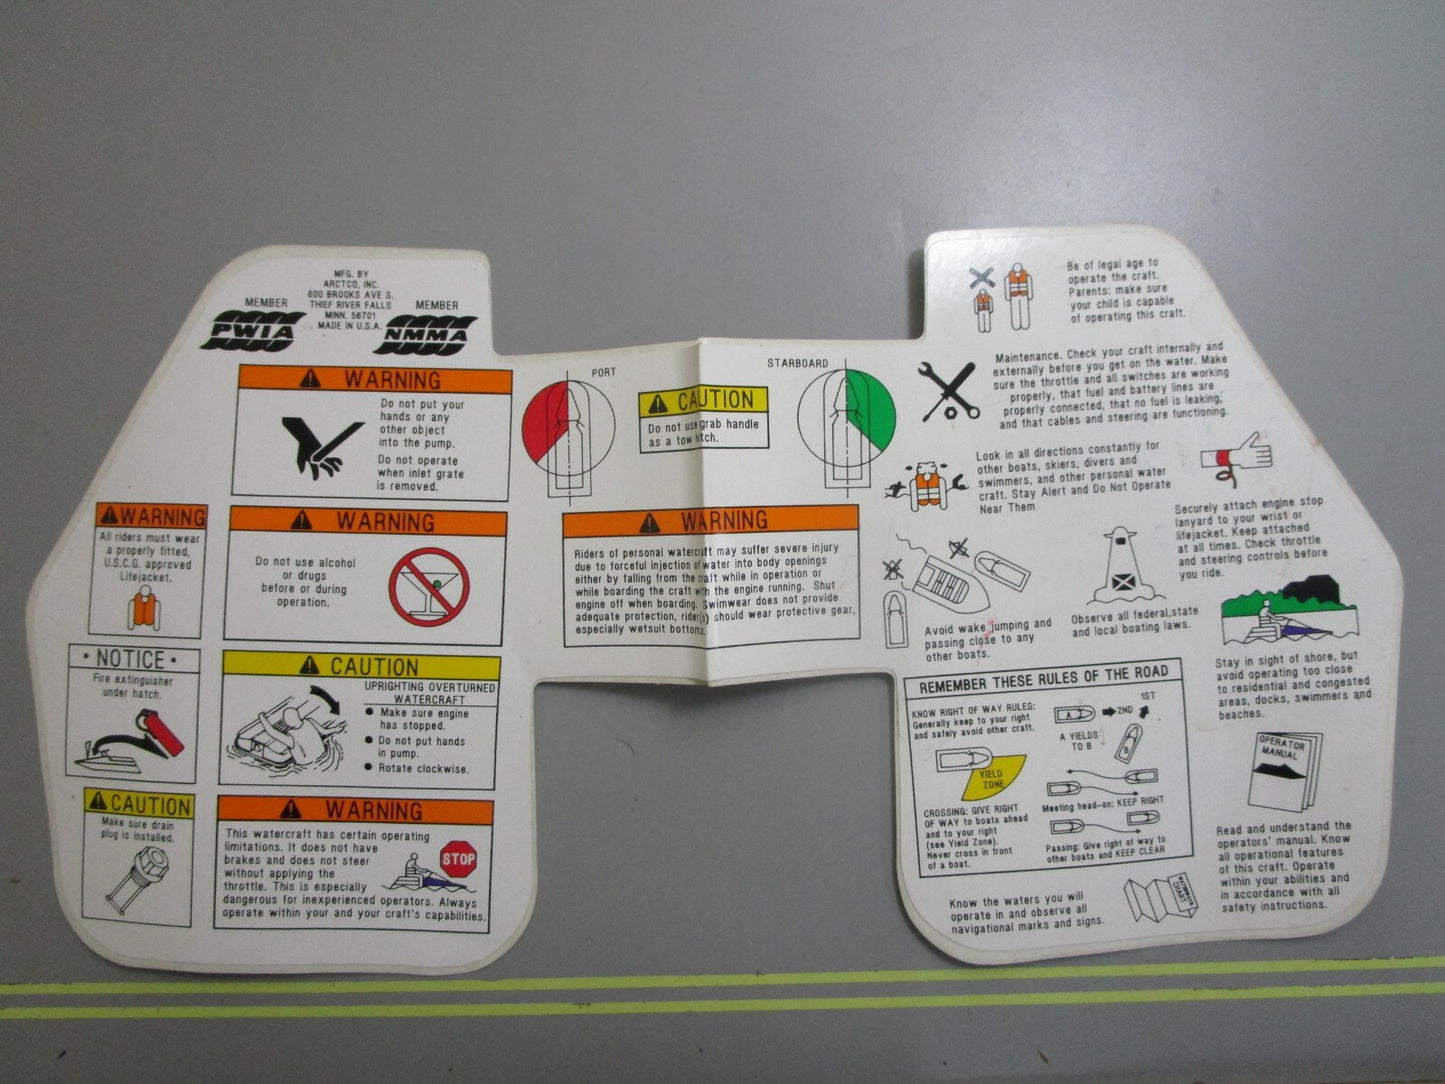 MFG. BY
ARCTCO, INC.
600 BROOKS AVE S.
THIEF RIVER FALLS
MINN. 56701
MADE IN U.S.A.
MEMBER
PWIA
MEMBER
NMMA
WARNING
Do not put your
hands or any
other object
into the pump.
Do not operate
when inlet grate
is removed.
WARNING
All riders must wear
a properly fitted,
U.S.C.G. approved
Lifejacket.
WARNING
Do not use alcohol
or drugs
before or during
operation.
• NOTICE •
Fire extinguisher
under hatch.
CAUTION
UPRIGHTING OVERTURNED
WATERCRAFT
● Make sure engine
has stopped.
● Do not put hands
in pump.
● Rotate clockwise.
CAUTION
Make sure drain
plug is installed.
WARNING
This watercraft has certain operating
limitations. It does not have
brakes and does not steer
without applying the
throttle. This is especially
dangerous for inexperienced operators. Always
operate within your and your craft's capabilities.
STOP
PORT
CAUTION
Do not use grab handle
as a tow hitch.
STARBOARD
WARNING
Riders of personal watercraft may suffer severe injury
due to forceful injection of water into body openings
either by falling from the craft while in operation or
while boarding the craft with the engine running. Shut
engine off when boarding. Swimwear does not provide
adequate protection, rider(s) should wear protective gear,
especially wetsuit bottoms.
Be of legal age to
operate the craft.
Parents: make sure
your child is capable
of operating this craft.
Maintenance. Check your craft internally and
externally before you get on the water. Make
sure the throttle and all switches are working
properly, that fuel and battery lines are
properly connected, that no fuel is leaking,
and that cables and steering are functioning.
Look in all directions constantly for
other boats, skiers, divers and
swimmers, and other personal water
craft. Stay Alert and Do Not Operate
Near Them
Securely attach engine stop
lanyard to your wrist or
lifejacket. Keep attached
at all times. Check throttle
and steering controls before
you ride.
Avoid wake jumping and
passing close to any
other boats.
Observe all federal,state
and local boating laws.
Stay in sight of shore, but
avoid operating too close
to residential and congested
areas, docks, swimmers and
beaches.
REMEMBER THESE RULES OF THE ROAD
KNOW RIGHT OF WAY RULES:
Generally keep to your right
and safely avoid other craft.
YIELD
ZONE
CROSSING: GIVE RIGHT
OF WAY to boats ahead
and to your right
(see Yield Zone).
Never cross in front
of a boat.
1ST
A
2ND
A YIELDS
TO B
B
Meeting head-on: KEEP RIGHT
Passing: Give right of way to
other boats and KEEP CLEAR
OPERATOR
MANUAL
Read and understand the
operators' manual. Know
all operational features
of this craft. Operate
within your abilities and
in accordance with all
safety instructions.
Know the waters you will
operate in and observe all
navigational marks and signs.
CHART